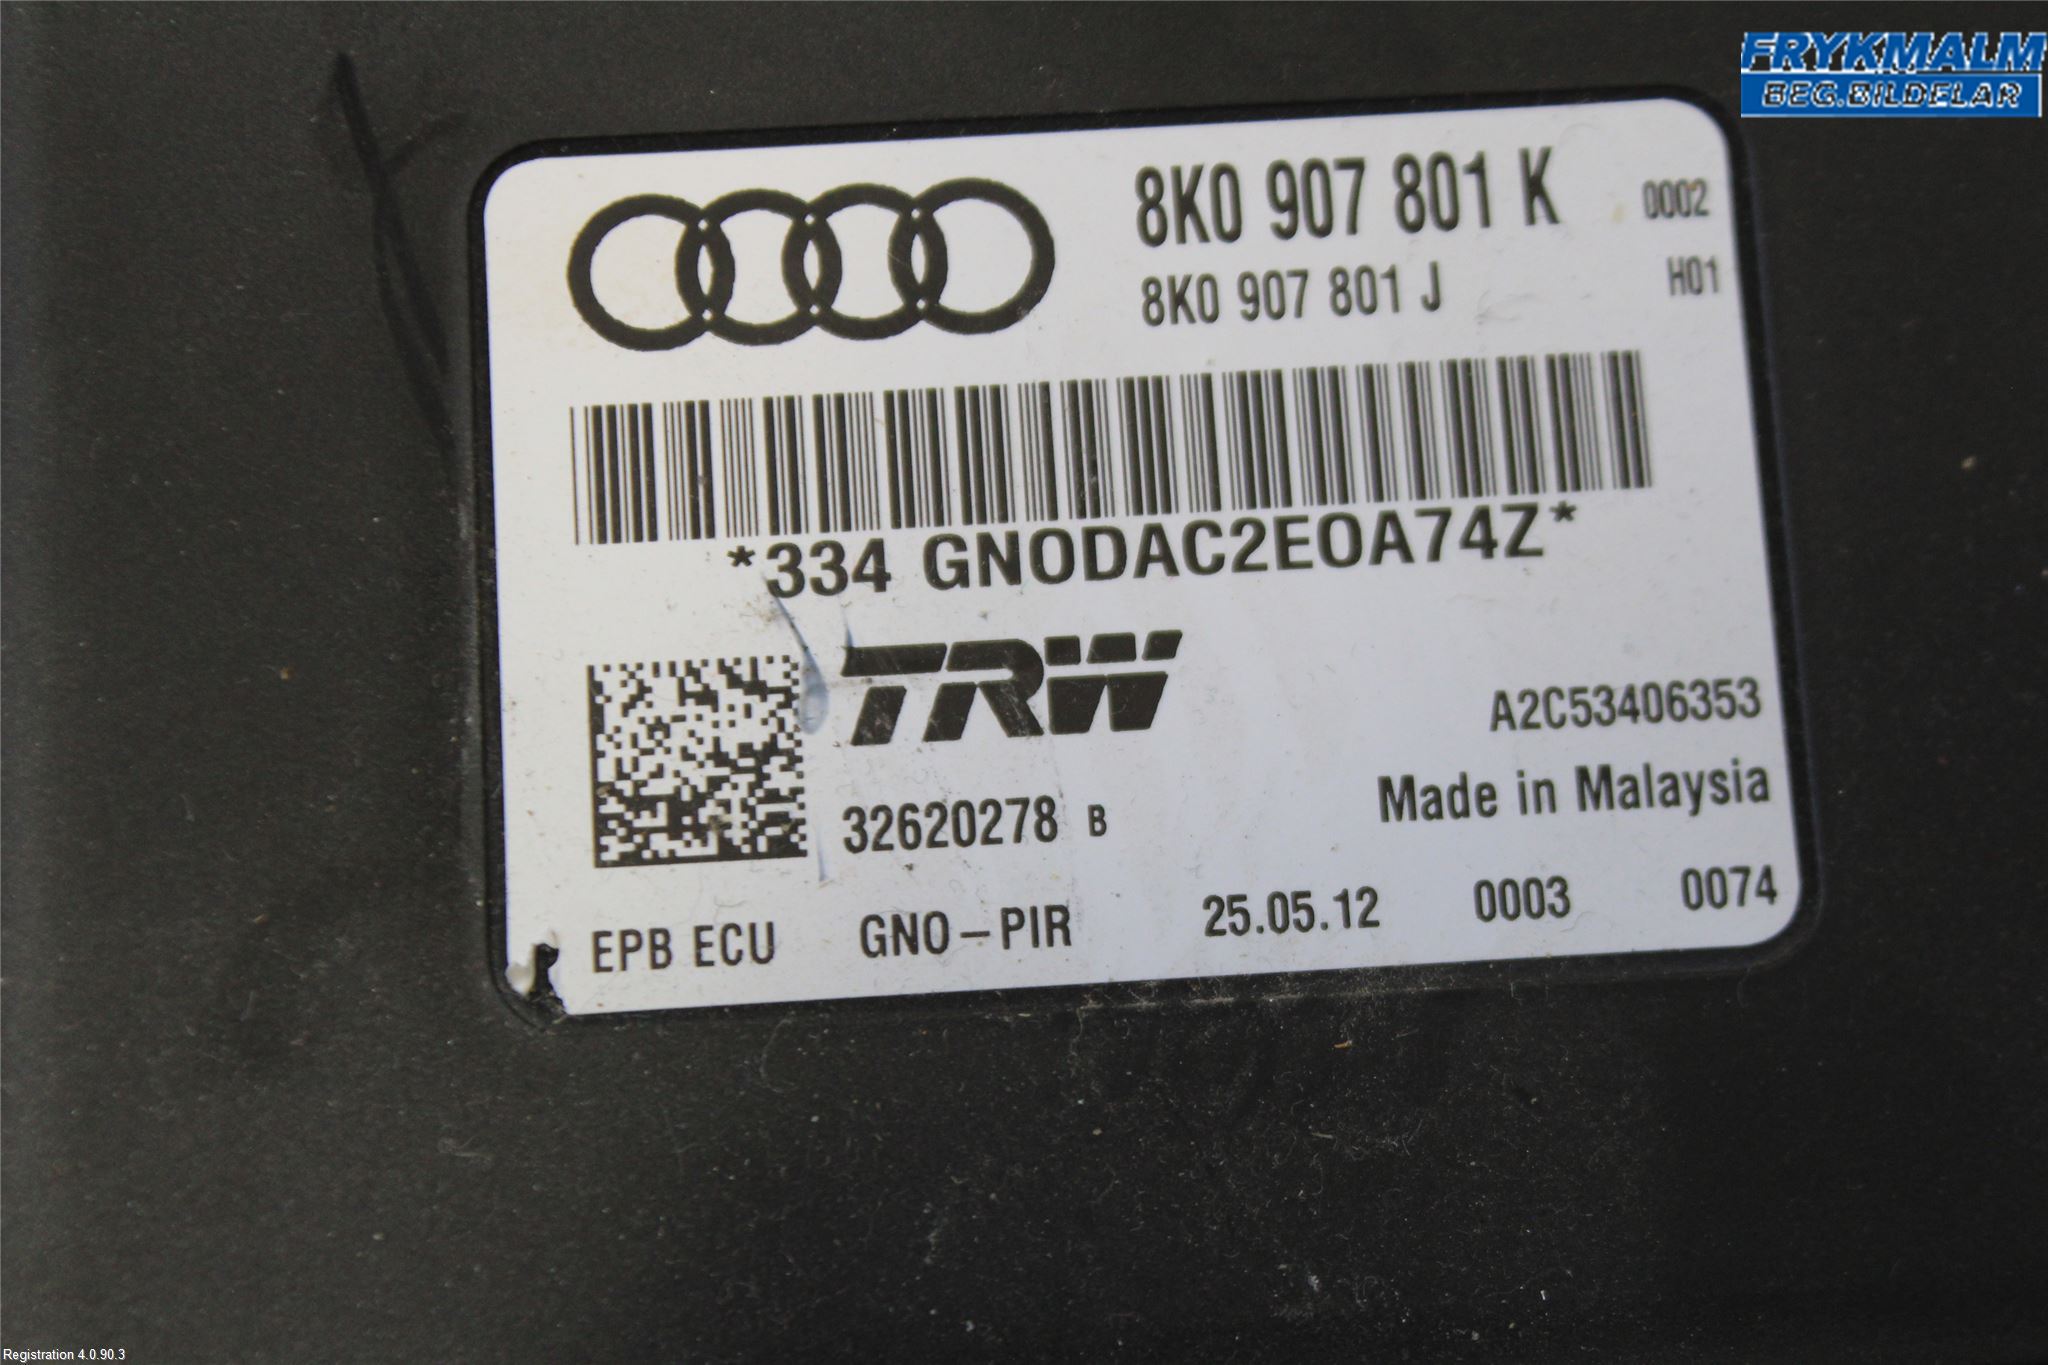 FRYKMALM
BEG.BILDELAR
8K0 907 801 K 0002
8K0 907 801 J H01
*334 GNODAC2EOA74Z*
TRW
A2C53406353
Made in Malaysia
32620278 B
EPB ECU GNO-PIR 25.05.12 0003 0074
Registration 4.0.90.3